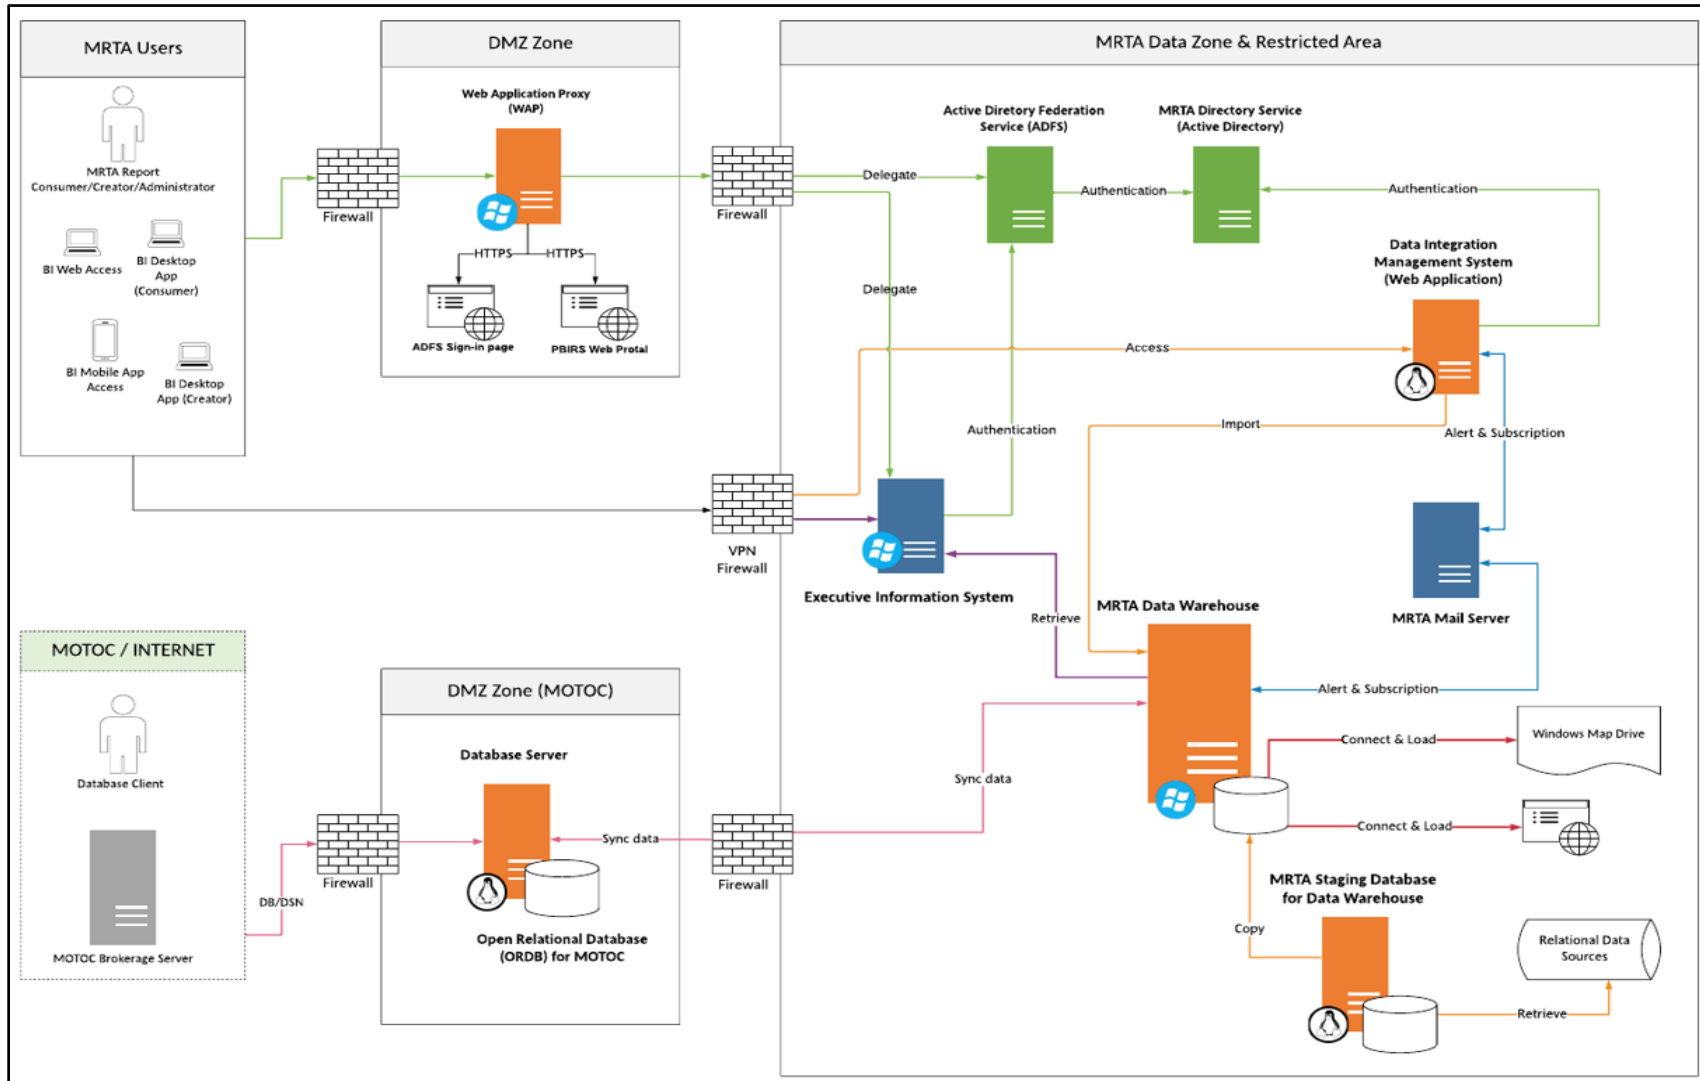 MRTA Users
MRTA Report
Consumer/Creator/Administrator
BI Web Access
BI Desktop
App
(Consumer)
BI Mobile App
Access
BI Desktop
App (Creator)
Firewall
DMZ Zone
Web Application Proxy
(WAP)
HTTPS
HTTPS
ADFS Sign-in page
PBIRS Web Protal
Firewall
VPN
Firewall
MRTA Data Zone & Restricted Area
Active Diretory Federation
Service (ADFS)
MRTA Directory Service
(Active Directory)
Delegate
Authentication
Authentication
Delegate
Data Integration
Management System
(Web Application)
Access
Import
Authentication
Alert & Subscription
Executive Information System
Retrieve
MRTA Data Warehouse
MRTA Mail Server
Alert & Subscription
Sync data
Connect & Load
Windows Map Drive
Connect & Load
MRTA Staging Database
for Data Warehouse
Copy
Relational Data
Sources
Retrieve
MOTOC / INTERNET
Database Client
MOTOC Brokerage Server
DB/DSN
Firewall
DMZ Zone (MOTOC)
Database Server
Sync data
Open Relational Database
(ORDB) for MOTOC
Firewall